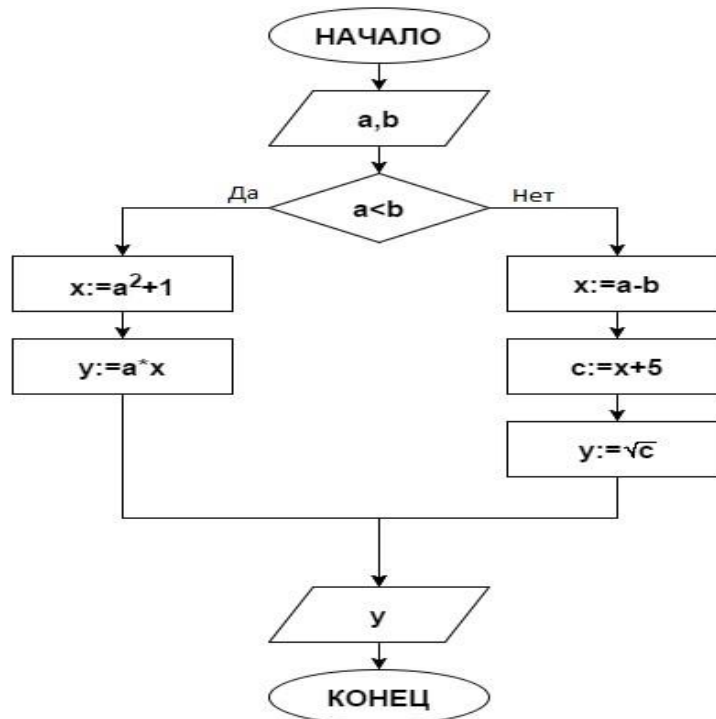 НАЧАЛО
a,b
Да
a<b
Нет
x:=a²+1
y:=a*x
x:=a-b
c:=x+5
y:=√c
y
КОНЕЦ